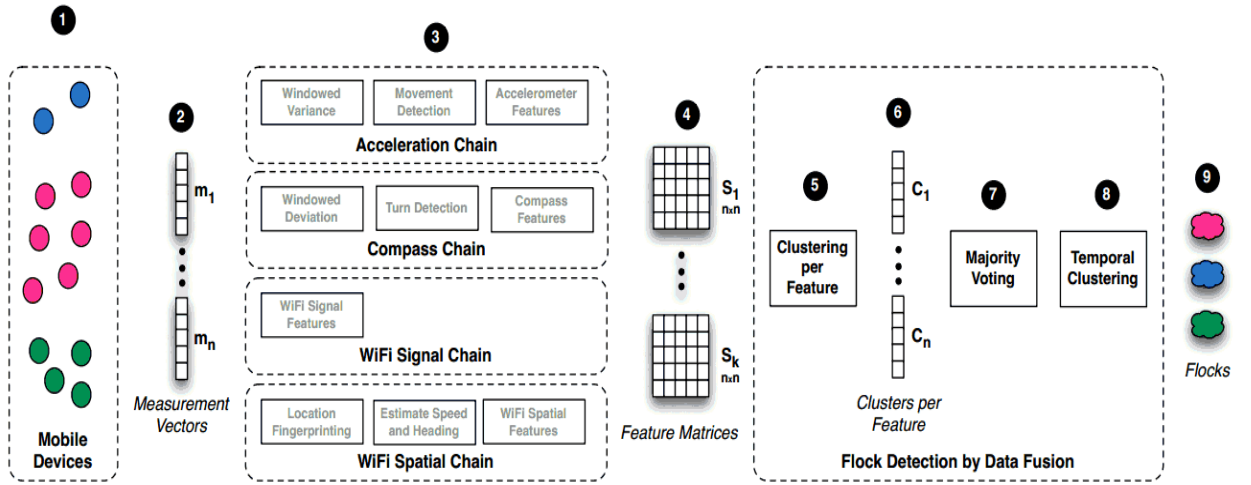 1
Mobile
Devices
2
m1
mn
Measurement
Vectors
3
Windowed
Variance
Movement
Detection
Accelerometer
Features
Acceleration Chain
Windowed
Deviation
Turn Detection
Compass
Features
Compass Chain
WiFi Signal
Features
WiFi Signal Chain
Location
Fingerprinting
Estimate Speed
and Heading
WiFi Spatial
Features
WiFi Spatial Chain
4
S1
nxn
Sk
nxn
Feature Matrices
5
Clustering
per
Feature
6
C1
Cn
Clusters per
Feature
7
Majority
Voting
8
Temporal
Clustering
Flock Detection by Data Fusion
9
Flocks